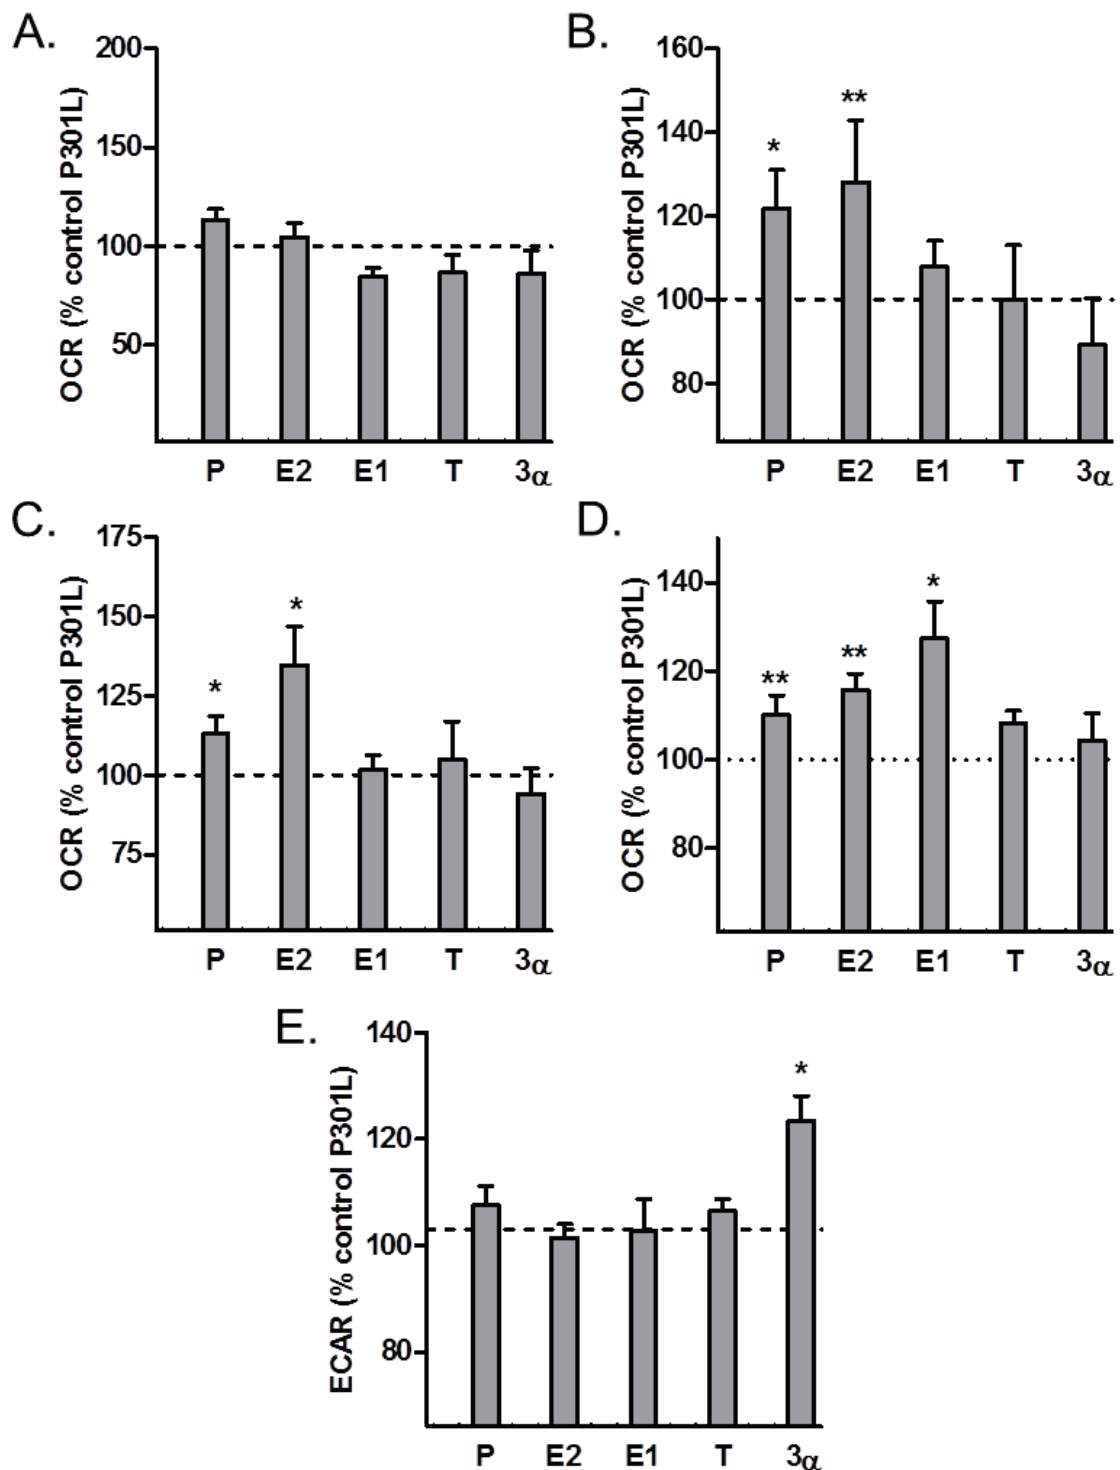 A.
OCR (% control P301L)
200
150
100
50
P E2 E1 T 3α
B.
OCR (% control P301L)
160
140
120
100
80
* **
P E2 E1 T 3α
C.
OCR (% control P301L)
175
150
125
100
75
* *
P E2 E1 T 3α
D.
OCR (% control P301L)
140
120
100
80
** ** *
P E2 E1 T 3α
E.
ECAR (% control P301L)
140
120
100
80
*
P E2 E1 T 3α